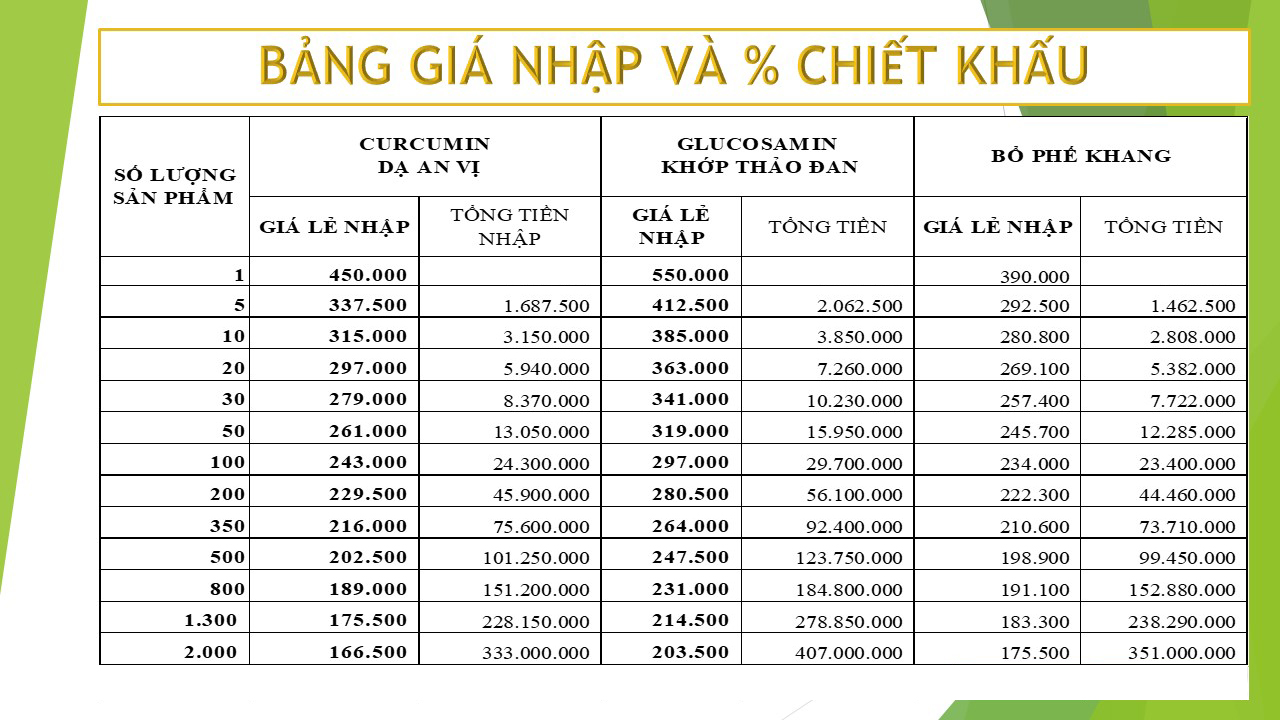 BẢNG GIÁ NHẬP VÀ % CHIẾT KHẤU
SỐ LƯỢNG
SẢN PHẨM
CURCUMIN
DẠ AN VỊ
GLUCOSAMIN
KHỚP THẢO ĐAN
BỔ PHẾ KHANG
GIÁ LẺ NHẬP
TỔNG TIỀN
NHẬP
GIÁ LẺ
NHẬP
TỔNG TIỀN
GIÁ LẺ NHẬP
TỔNG TIỀN
1 450.000 550.000 390.000
5 337.500 1.687.500 412.500 2.062.500 292.500 1.462.500
10 315.000 3.150.000 385.000 3.850.000 280.800 2.808.000
20 297.000 5.940.000 363.000 7.260.000 269.100 5.382.000
30 279.000 8.370.000 341.000 10.230.000 257.400 7.722.000
50 261.000 13.050.000 319.000 15.950.000 245.700 12.285.000
100 243.000 24.300.000 297.000 29.700.000 234.000 23.400.000
200 229.500 45.900.000 280.500 56.100.000 222.300 44.460.000
350 216.000 75.600.000 264.000 92.400.000 210.600 73.710.000
500 202.500 101.250.000 247.500 123.750.000 198.900 99.450.000
800 189.000 151.200.000 231.000 184.800.000 191.100 152.880.000
1.300 175.500 228.150.000 214.500 278.850.000 183.300 238.290.000
2.000 166.500 333.000.000 203.500 407.000.000 175.500 351.000.000